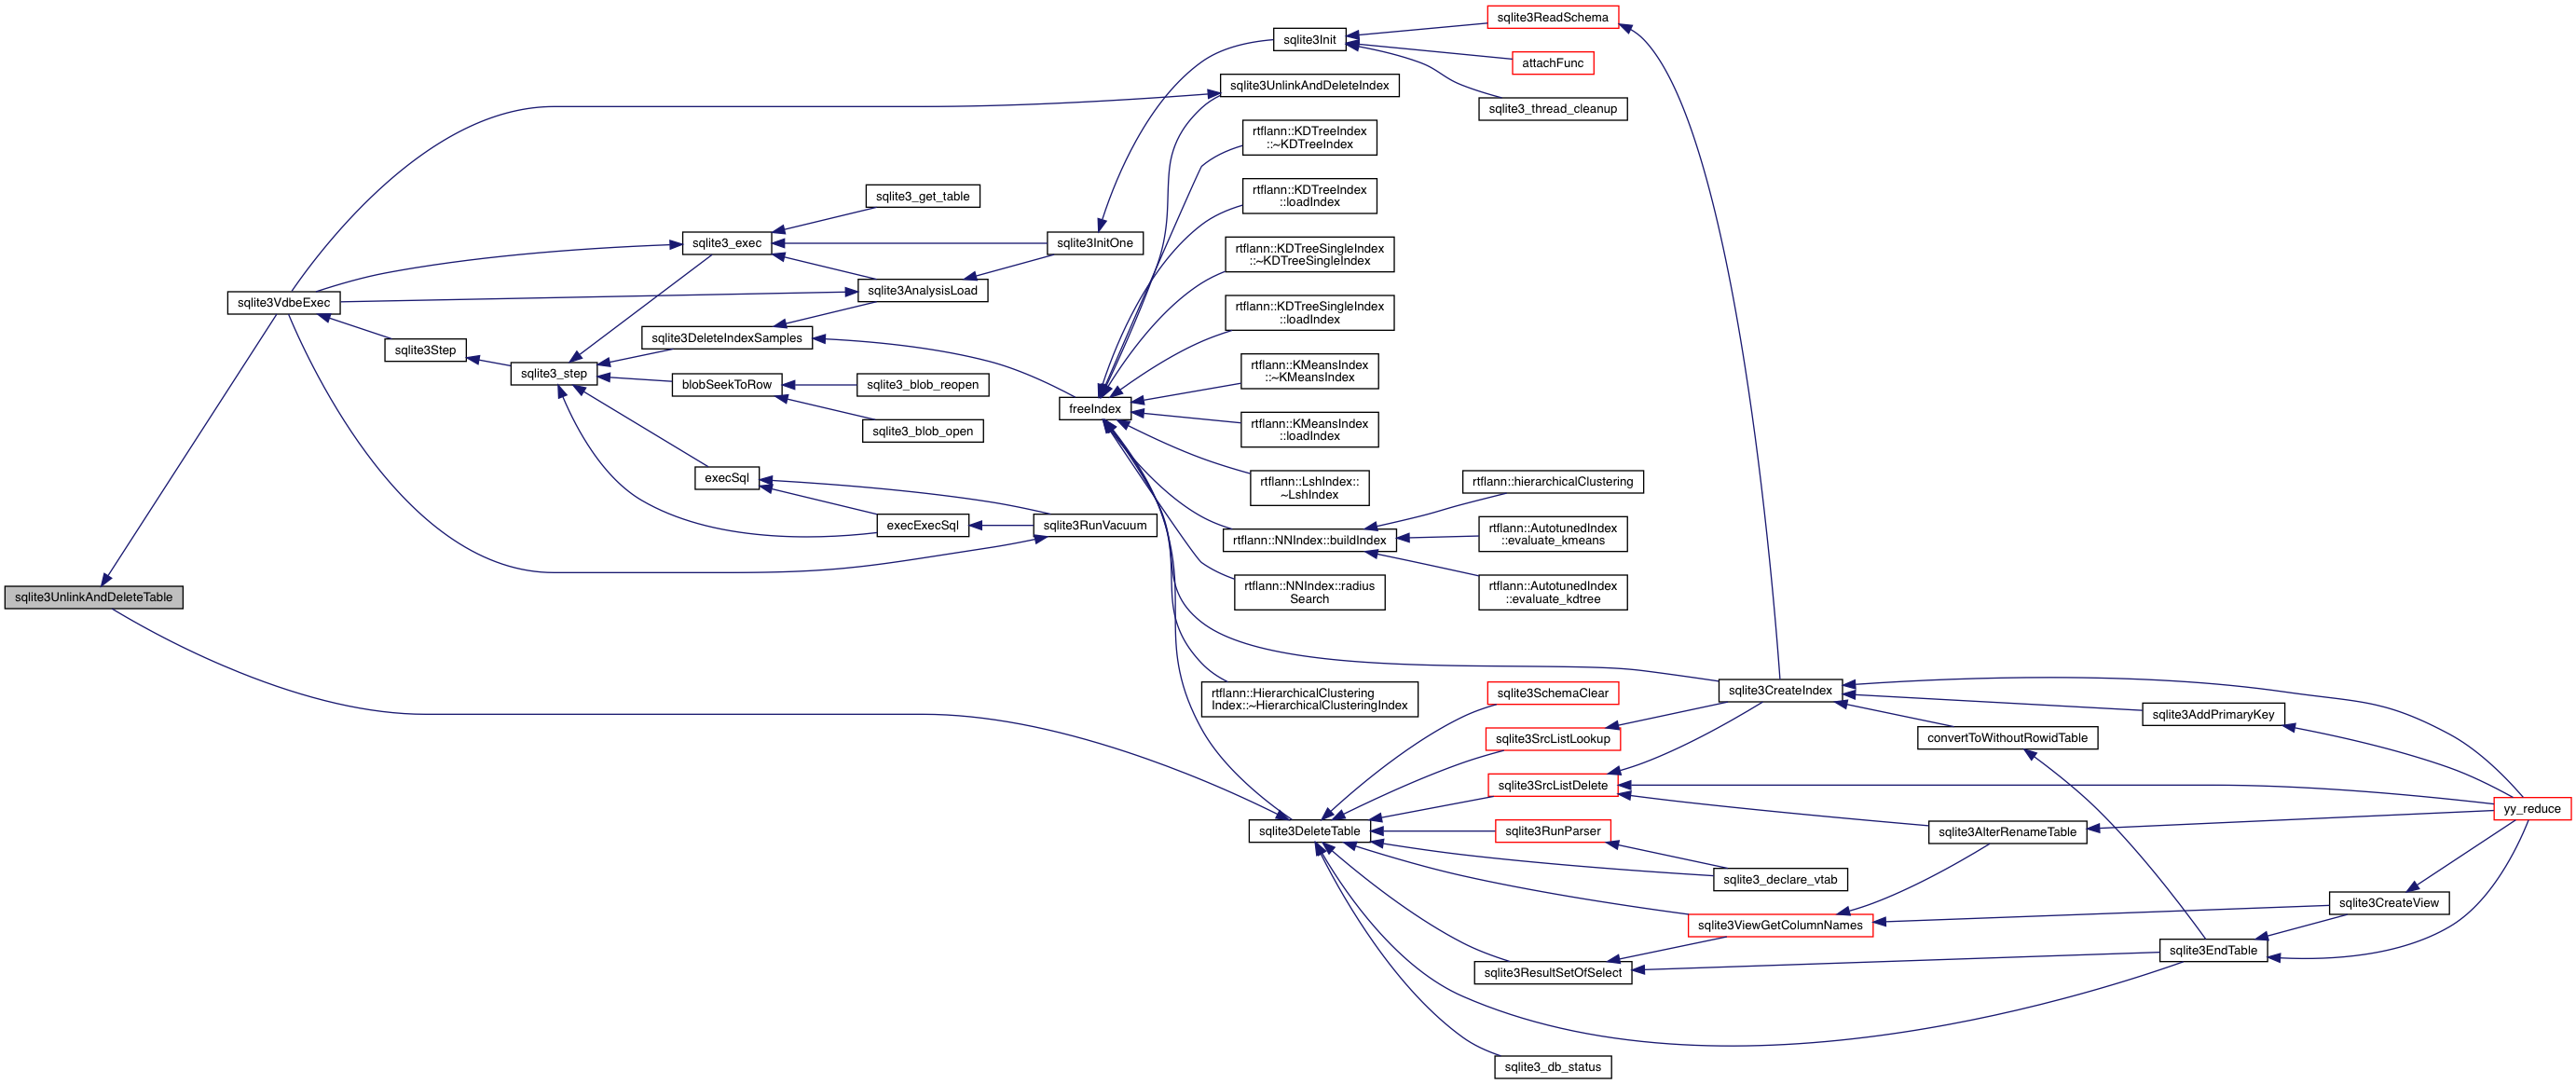 sqlite3ReadSchema
sqlite3Init
attachFunc
sqlite3UnlinkAndDeleteIndex
sqlite3_thread_cleanup
rtflann::KDTreeIndex
::~KDTreeIndex
sqlite3_get_table
rtflann::KDTreeIndex
::loadIndex
sqlite3_exec
sqlite3InitOne
rtflann::KDTreeSingleIndex
::~KDTreeSingleIndex
sqlite3VdbeExec
sqlite3AnalysisLoad
rtflann::KDTreeSingleIndex
::loadIndex
sqlite3DeleteIndexSamples
sqlite3Step
sqlite3_step
blobSeekToRow
sqlite3_blob_reopen
rtflann::KMeansIndex
::~KMeansIndex
freeIndex
sqlite3_blob_open
rtflann::KMeansIndex
::loadIndex
execSql
rtflann::LshIndex::
~LshIndex
rtflann::hierarchicalClustering
execExecSql
sqlite3RunVacuum
rtflann::NNIndex::buildIndex
rtflann::AutotunedIndex
::evaluate_kmeans
sqlite3UnlinkAndDeleteTable
rtflann::NNIndex::radius
Search
rtflann::AutotunedIndex
::evaluate_kdtree
rtflann::HierarchicalClustering
Index::~HierarchicalClusteringIndex
sqlite3SchemaClear
sqlite3CreateIndex
sqlite3AddPrimaryKey
sqlite3SrcListLookup
convertToWithoutRowidTable
sqlite3SrcListDelete
yy_reduce
sqlite3DeleteTable
sqlite3RunParser
sqlite3AlterRenameTable
sqlite3_declare_vtab
sqlite3CreateView
sqlite3ViewGetColumnNames
sqlite3EndTable
sqlite3ResultSetOfSelect
sqlite3_db_status